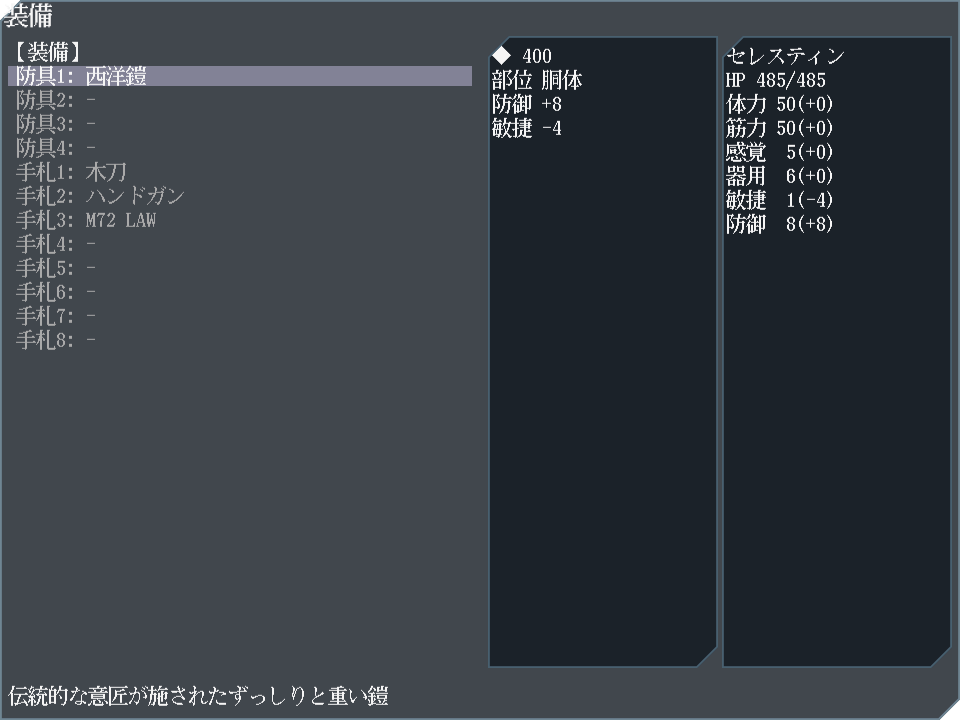 装備
【装備】
防具1: 西洋鎧
防具2: -
防具3: -
防具4: -
手札1: 木刀
手札2: ハンドガン
手札3: M72 LAW
手札4: -
手札5: -
手札6: -
手札7: -
手札8: -
◆ 400
部位 胴体
防御 +8
敏捷 -4
セレスティン
HP 485/485
体力 50(+0)
筋力 50(+0)
感覚 5(+0)
器用 6(+0)
敏捷 1(-4)
防御 8(+8)
伝統的な意匠が施されたずっしりと重い鎧